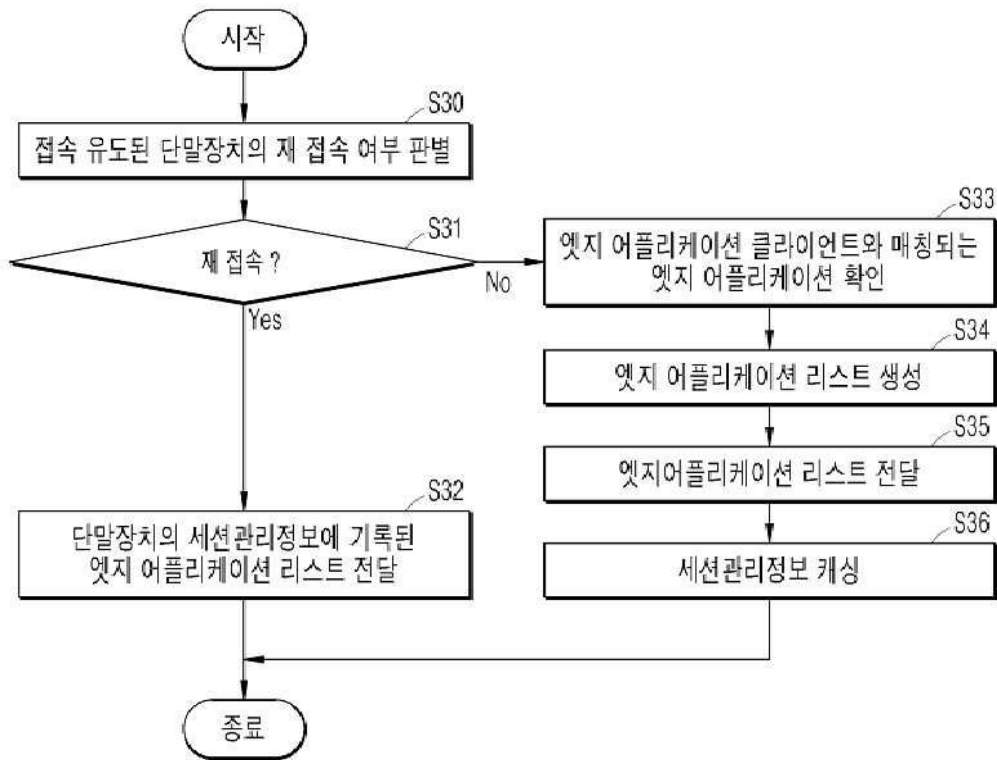 시작
S30
접속 유도된 단말장치의 재 접속 여부 판별
S31
재 접속 ?
No
Yes
S33
엣지 어플리케이션 클라이언트와 매칭되는
엣지 어플리케이션 확인
S34
엣지 어플리케이션 리스트 생성
S35
엣지어플리케이션 리스트 전달
S32
단말장치의 세션관리정보에 기록된
엣지 어플리케이션 리스트 전달
S36
세션관리정보 캐싱
종료